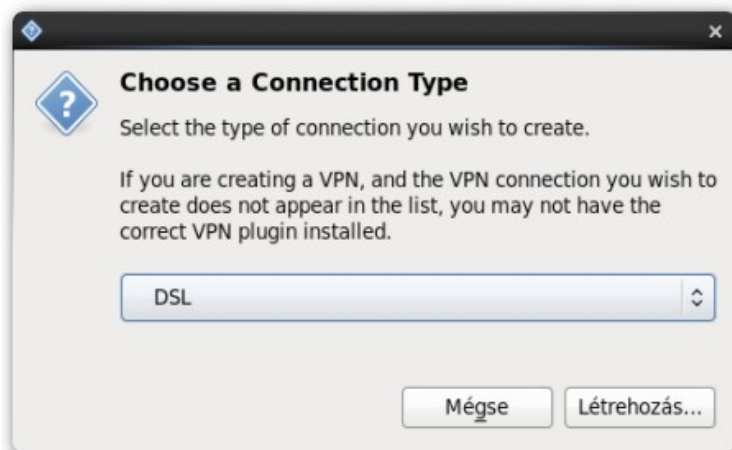 Choose a Connection Type
Select the type of connection you wish to create.
If you are creating a VPN, and the VPN connection you wish to
create does not appear in the list, you may not have the
correct VPN plugin installed.
DSL
Mégse
Létrehozás...